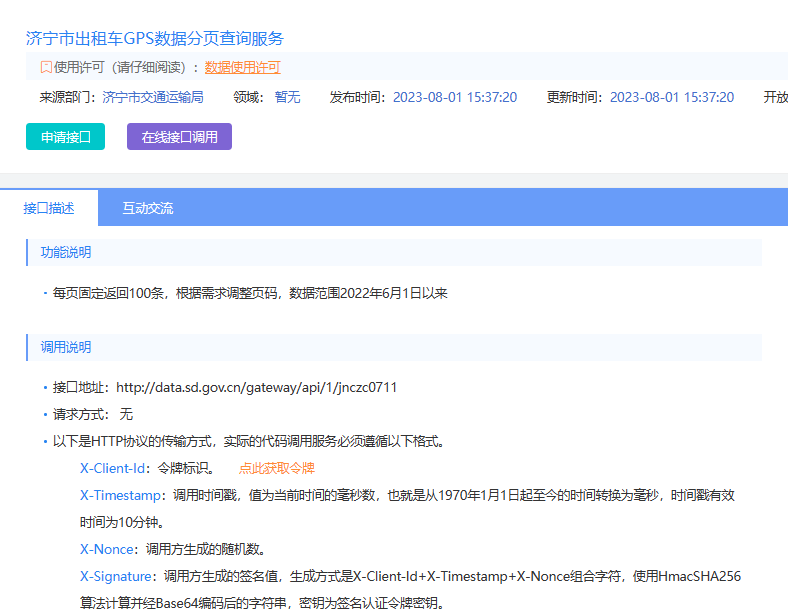 济宁市出租车GPS数据分页查询服务
使用许可（请仔细阅读）：数据使用许可
来源部门：济宁市交通运输局 领域：暂无 发布时间：2023-08-01 15:37:20 更新时间：2023-08-01 15:37:20 开放
申请接口 在线接口调用
接口描述 互动交流
功能说明
· 每页固定返回100条，根据需求调整页码，数据范围2022年6月1日以来
调用说明
· 接口地址：http://data.sd.gov.cn/gateway/api/1/jnczc0711
· 请求方式： 无
· 以下是HTTP协议的传输方式，实际的代码调用服务必须遵循以下格式。
X-Client-Id：令牌标识。 点此获取令牌
X-Timestamp：调用时间戳，值为当前时间的毫秒数，也就是从1970年1月1日起至今的时间转换为毫秒，时间戳有效
时间为10分钟。
X-Nonce：调用方生成的随机数。
X-Signature：调用方生成的签名值，生成方式是X-Client-Id+X-Timestamp+X-Nonce组合字符，使用HmacSHA256
算法计算并经Base64编码后的字符串，密钥为签名认证令牌密钥。